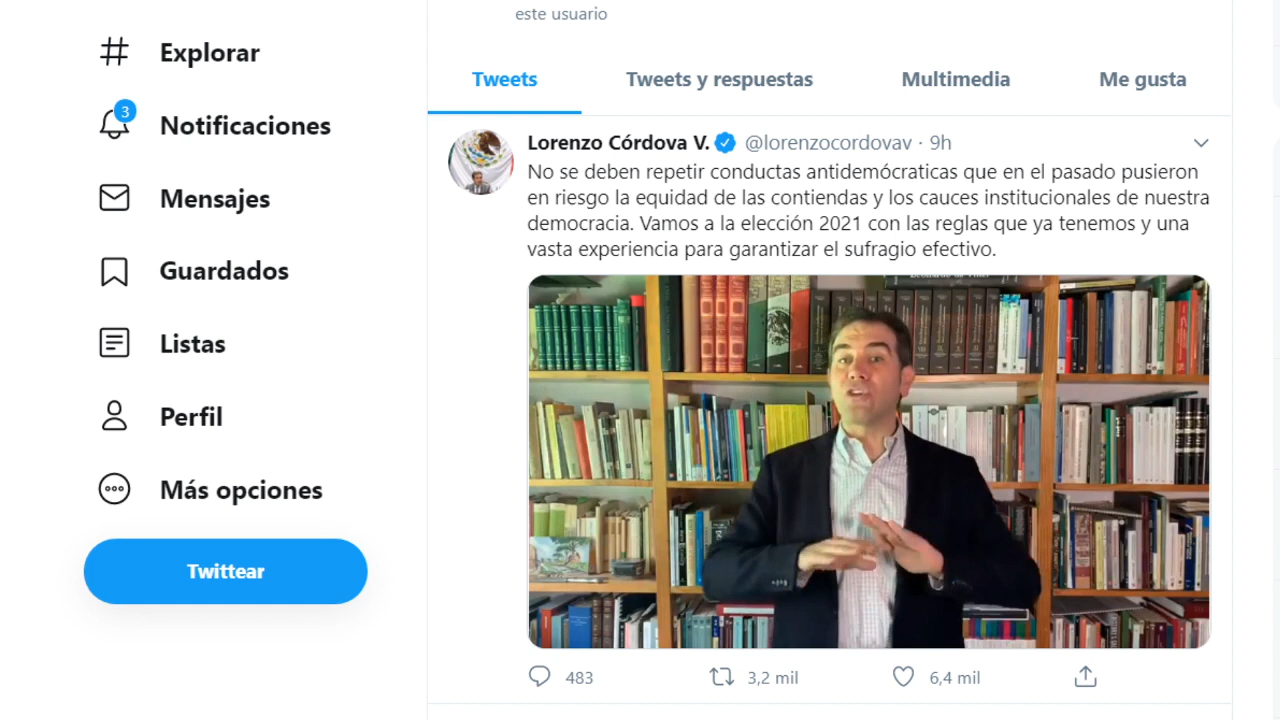 este usuario
Explorar
3
Notificaciones
Mensajes
Guardados
Listas
Perfil
Más opciones
Twittear
Tweets
Tweets y respuestas
Multimedia
Me gusta
Lorenzo Córdova V. @lorenzocordovav · 9h
No se deben repetir conductas antidemócraticas que en el pasado pusieron
en riesgo la equidad de las contiendas y los cauces institucionales de nuestra
democracia. Vamos a la elección 2021 con las reglas que ya tenemos y una
vasta experiencia para garantizar el sufragio efectivo.
483
3,2 mil
6,4 mil